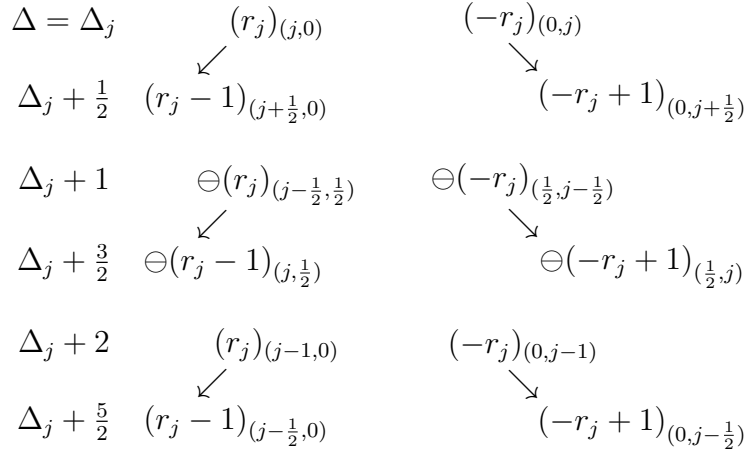 Δ = Δ_j (r_j)_{(j,0)} (−r_j)_{(0,j)}
Δ_j + 1/2 (r_j − 1)_{(j+1/2,0)} (−r_j + 1)_{(0,j+1/2)}
Δ_j + 1 ⊖(r_j)_{(j−1/2,1/2)} ⊖(−r_j)_{(1/2,j−1/2)}
Δ_j + 3/2 ⊖(r_j − 1)_{(j,1/2)} ⊖(−r_j + 1)_{(1/2,j)}
Δ_j + 2 (r_j)_{(j−1,0)} (−r_j)_{(0,j−1)}
Δ_j + 5/2 (r_j − 1)_{(j−1/2,0)} (−r_j + 1)_{(0,j−1/2)}